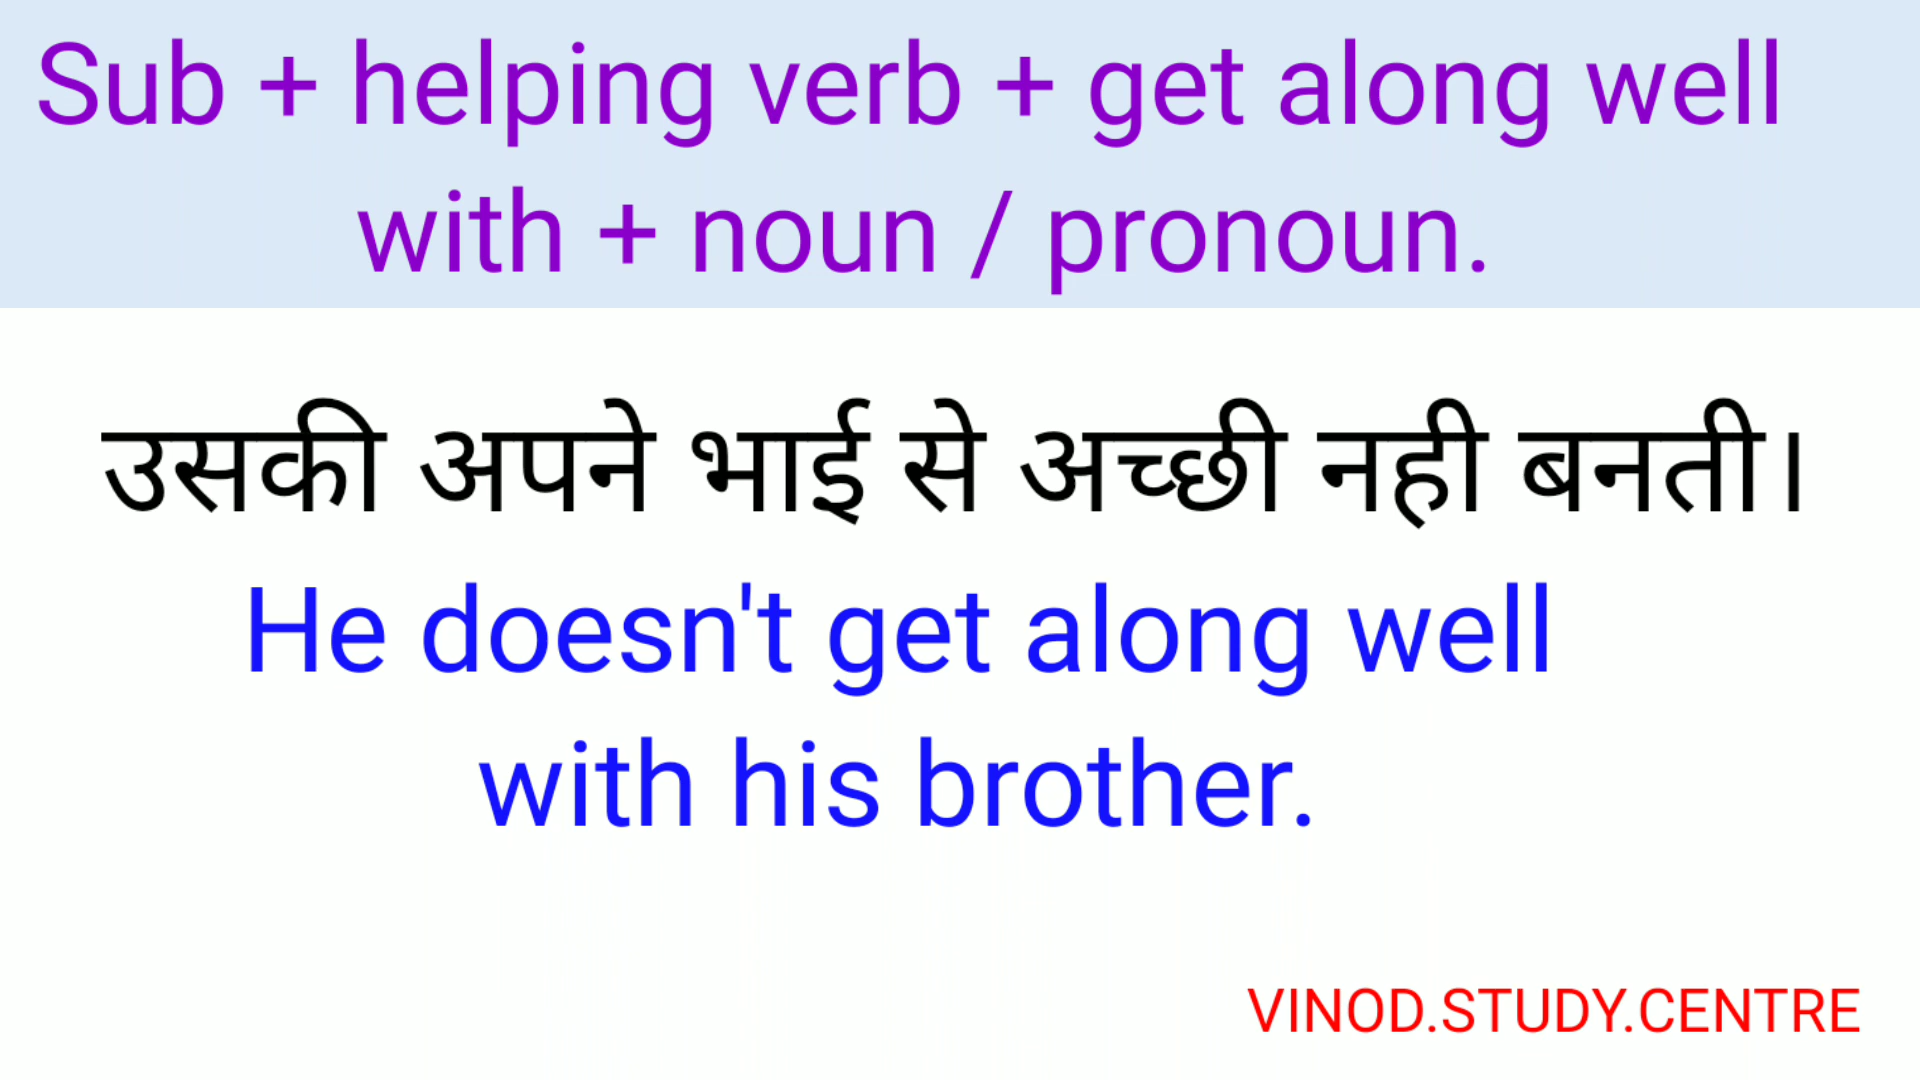 Sub + helping verb + get along well
with + noun / pronoun.
उसकी अपने भाई से अच्छी नही बनती।
He doesn't get along well
with his brother.
VINOD.STUDY.CENTRE